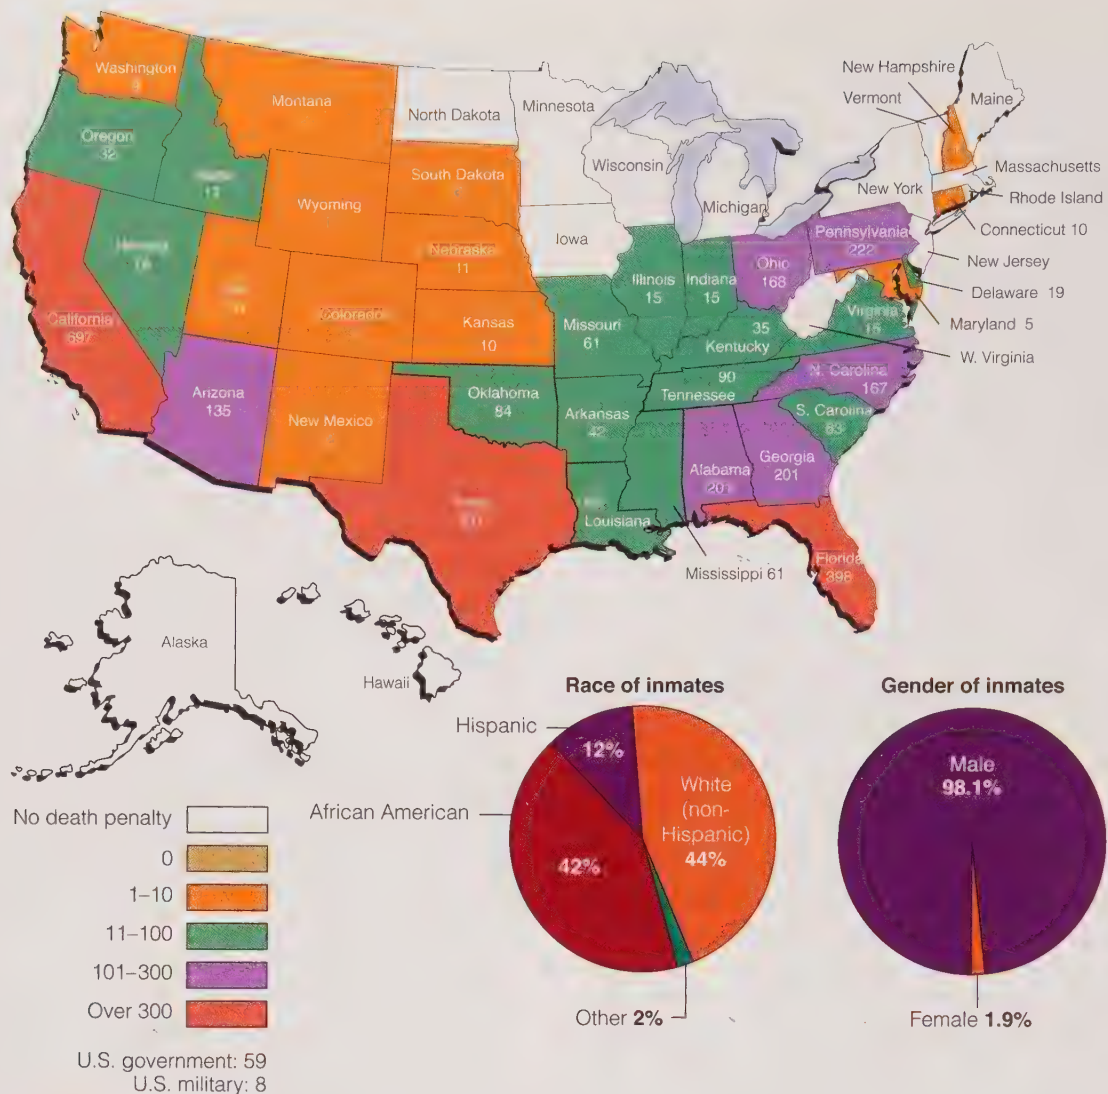 Washington
9
Montana
North Dakota
Minnesota
New Hampshire
Vermont
Maine
Oregon
32
Idaho
South Dakota
Wisconsin
Massachusetts
Rhode Island
New York
Michigan
Wyoming
Connecticut 10
Nebraska
11
Iowa
Pennsylvania
222
New Jersey
Nevada
Illinois
15
Indiana
15
Ohio
168
Delaware 19
California
697
Colorado
Kansas
10
Missouri
61
35
Kentucky
Virginia
15
Maryland 5
W. Virginia
Arizona
135
New Mexico
Oklahoma
84
Arkansas
42
90
Tennessee
N. Carolina
167
S. Carolina
63
Alabama
Georgia
201
Louisiana
Mississippi 61
Florida
398
Alaska
Hawaii
Race of inmates
Gender of inmates
Hispanic
12%
White
(non-
Hispanic)
44%
African American
42%
Other 2%
Male
98.1%
Female 1.9%
No death penalty
0
1–10
11–100
101–300
Over 300
U.S. government: 59
U.S. military: 8